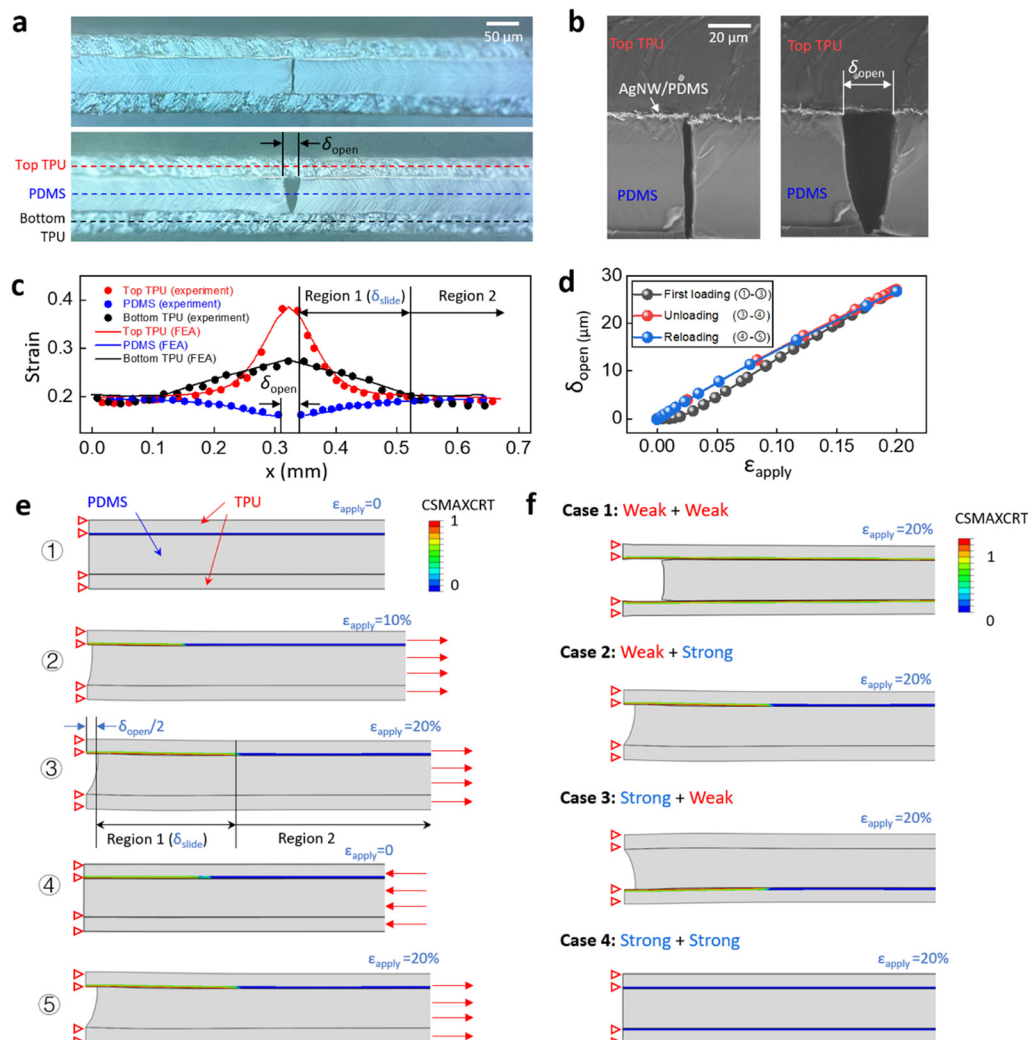 a
50 μm
δopen
Top TPU
PDMS
Bottom
TPU
b
20 μm
Top TPU
AgNW/PDMS
PDMS
Top TPU
δopen
PDMS
c
0.4
0.3
0.2
Strain
Top TPU (experiment)
PDMS (experiment)
Bottom TPU (experiment)
Top TPU (FEA)
PDMS (FEA)
Bottom TPU (FEA)
Region 1 (δslide)
Region 2
δopen
0.0 0.1 0.2 0.3 0.4 0.5 0.6 0.7
x (mm)
d
30
20
10
0
δopen (μm)
First loading (①-③)
Unloading (③-④)
Reloading (④-⑤)
0.00 0.05 0.10 0.15 0.20
εapply
e
PDMS
TPU
εapply=0
CSMAXCRT
1
0
①
εapply=10%
②
δopen/2
εapply=20%
③
Region 1 (δslide)
Region 2
εapply=0
④
εapply=20%
⑤
f
Case 1: Weak + Weak
εapply=20%
CSMAXCRT
1
0
Case 2: Weak + Strong
εapply=20%
Case 3: Strong + Weak
εapply=20%
Case 4: Strong + Strong
εapply=20%